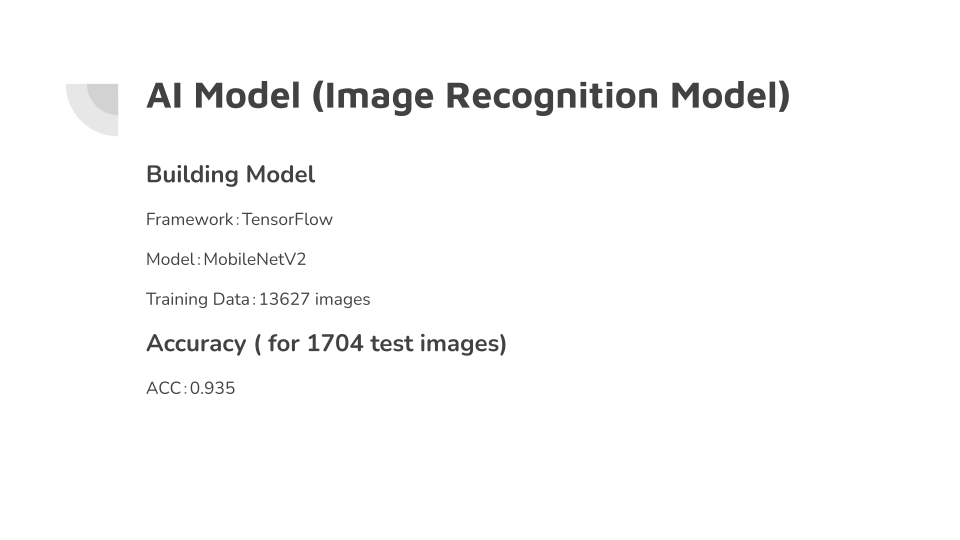 AI Model (Image Recognition Model)
Building Model
Framework:TensorFlow
Model:MobileNetV2
Training Data:13627 images
Accuracy ( for 1704 test images)
ACC:0.935